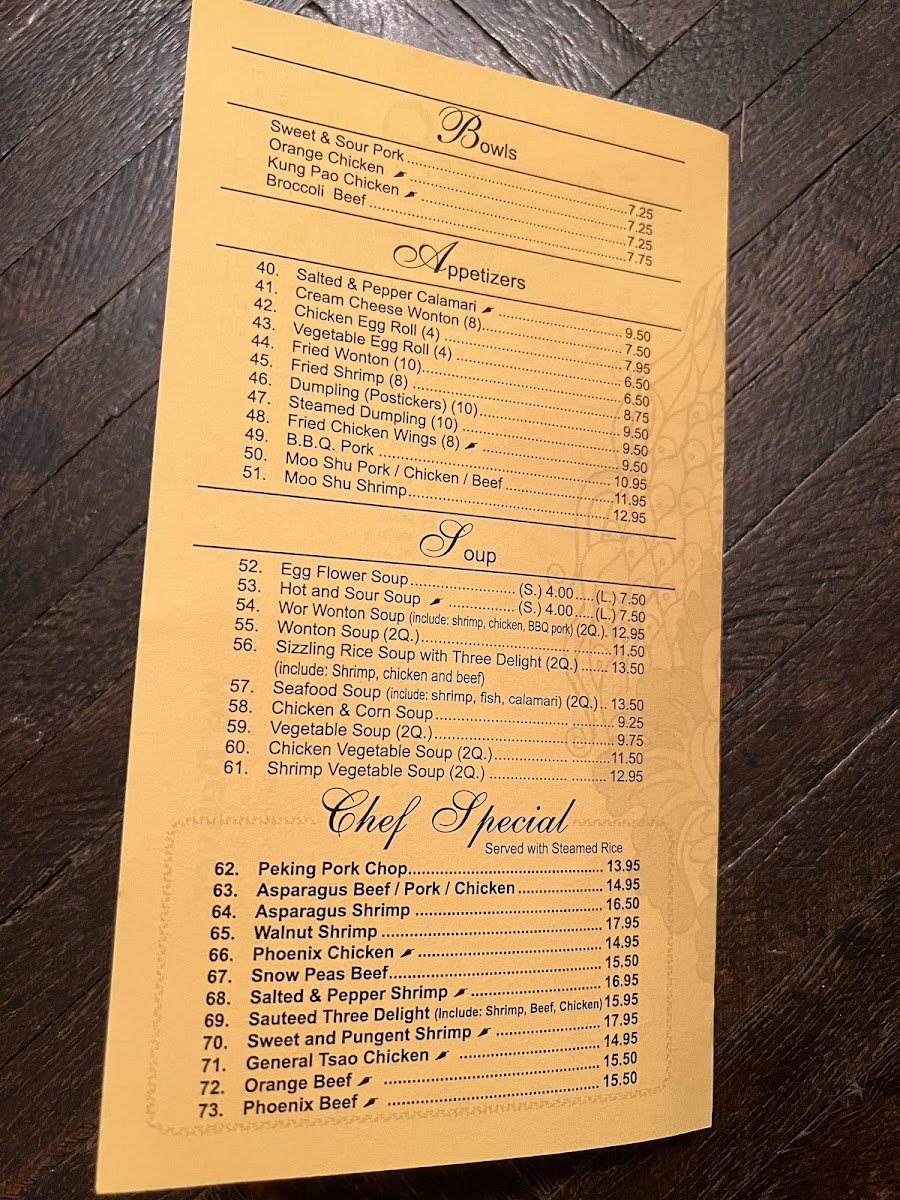 Bowls
Sweet & Sour Pork 7.25
Orange Chicken 7.25
Kung Pao Chicken 7.25
Broccoli Beef 7.75
Appetizers
40. Salted & Pepper Calamari 9.50
41. Cream Cheese Wonton (8) 7.50
42. Chicken Egg Roll (4) 7.95
43. Vegetable Egg Roll (4) 6.50
44. Fried Wonton (10) 6.50
45. Fried Shrimp (8) 8.75
46. Dumpling (Postickers) (10) 9.50
47. Steamed Dumpling (10) 9.50
48. Fried Chicken Wings (8) 9.50
49. B.B.Q. Pork 10.95
50. Moo Shu Pork / Chicken / Beef 11.95
51. Moo Shu Shrimp 12.95
Soup
52. Egg Flower Soup (S.) 4.00 (L.) 7.50
53. Hot and Sour Soup (S.) 4.00 (L.) 7.50
54. Wor Wonton Soup (include: shrimp, chicken, BBQ pork) (2Q.). 12.95
55. Wonton Soup (2Q.) 11.50
56. Sizzling Rice Soup with Three Delight (2Q.) 13.50
(include: Shrimp, chicken and beef)
57. Seafood Soup (include: shrimp, fish, calamari) (2Q.) 13.50
58. Chicken & Corn Soup 9.25
59. Vegetable Soup (2Q.) 9.75
60. Chicken Vegetable Soup (2Q.) 11.50
61. Shrimp Vegetable Soup (2Q.) 12.95
Chef Special
Served with Steamed Rice
62. Peking Pork Chop 13.95
63. Asparagus Beef / Pork / Chicken 14.95
64. Asparagus Shrimp 16.50
65. Walnut Shrimp 17.95
66. Phoenix Chicken 14.95
67. Snow Peas Beef 15.50
68. Salted & Pepper Shrimp 16.95
69. Sauteed Three Delight (Include: Shrimp, Beef, Chicken) 15.95
70. Sweet and Pungent Shrimp 17.95
71. General Tsao Chicken 14.95
72. Orange Beef 15.50
73. Phoenix Beef 15.50